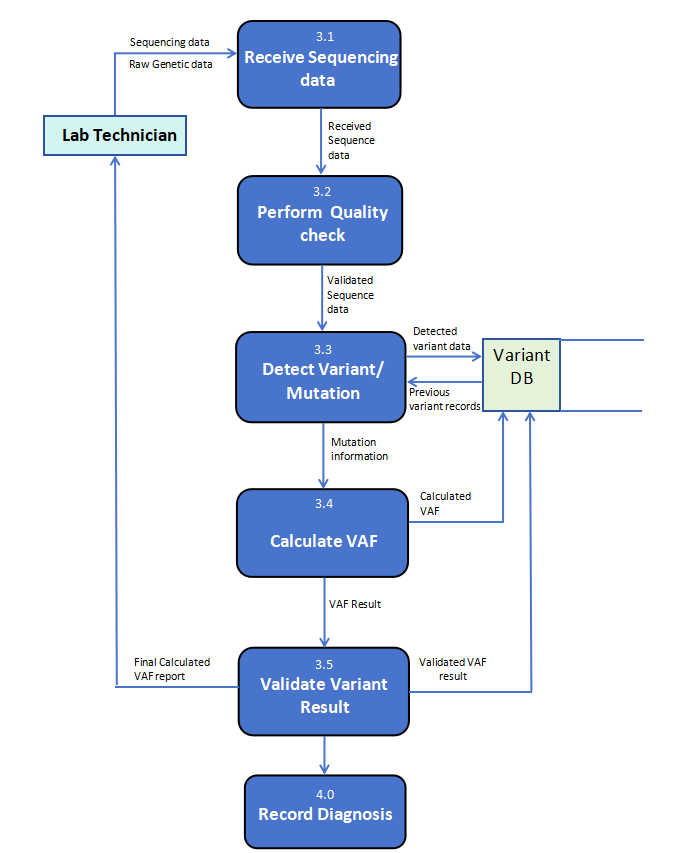 3.1
Receive Sequencing
data
Sequencing data
Raw Genetic data
Lab Technician
Received
Sequence
data
3.2
Perform Quality
check
Validated
Sequence
data
3.3
Detect Variant/
Mutation
Detected
variant data
Variant
DB
Previous
variant records
Mutation
information
3.4
Calculate VAF
Calculated
VAF
VAF Result
3.5
Validate Variant
Result
Final Calculated
VAF report
Validated VAF
result
4.0
Record Diagnosis